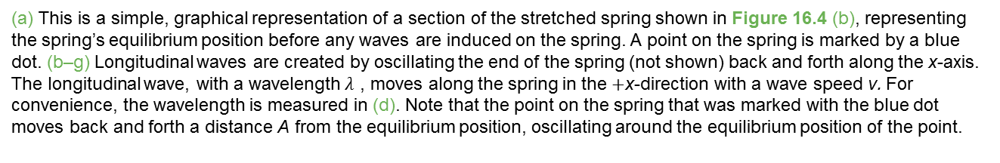 (a) This is a simple, graphical representation of a section of the stretched spring shown in Figure 16.4 (b), representing
the spring’s equilibrium position before any waves are induced on the spring. A point on the spring is marked by a blue
dot. (b–g) Longitudinal waves are created by oscillating the end of the spring (not shown) back and forth along the x-axis.
The longitudinal wave, with a wavelength λ , moves along the spring in the +x-direction with a wave speed v. For
convenience, the wavelength is measured in (d). Note that the point on the spring that was marked with the blue dot
moves back and forth a distance A from the equilibrium position, oscillating around the equilibrium position of the point.